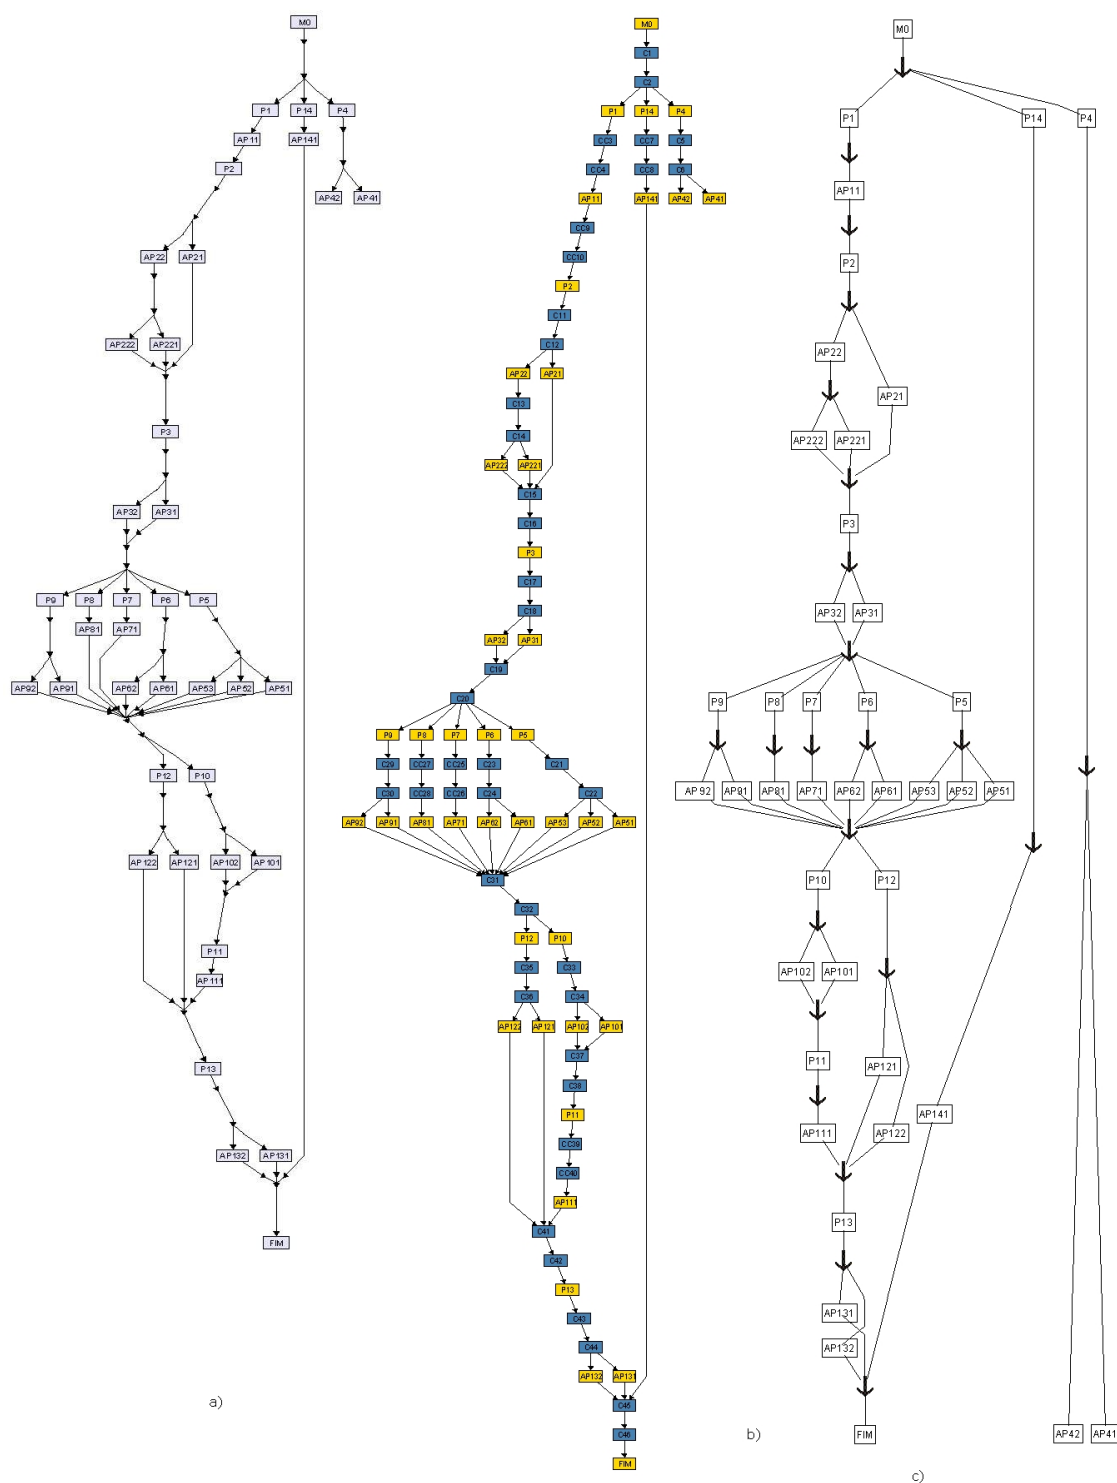 M0
P1 P14 P4
AP11 AP141
P2
AP42 AP41
AP22 AP21
AP222 AP221
P3
AP32 AP31
P9 P8 P7 P6 P5
AP81 AP71
AP92 AP91 AP62 AP61 AP53 AP52 AP51
P12 P10
AP122 AP121 AP102 AP101
P11
AP111
P13
AP132 AP131
FIM
a)
M0
C1
C2
P1 P14 P4
CC3 CC7 C5
CC4 CC8 C6
AP11 AP141 AP42 AP41
CC9
CC10
P2
C11
C12
AP22 AP21
C13
C14
AP222 AP221
C15
C16
P3
C17
C18
AP32 AP31
C19
C20
P9 P8 P7 P6 P5
C29 CC27 CC25 C23 C21
C30 CC28 CC26 C24 C22
AP92 AP91 AP81 AP71 AP62 AP61 AP53 AP52 AP51
C31
C32
P12 P10
C35 C33
C36 C34
AP122 AP121 AP102 AP101
C37
C38
P11
CC39
CC40
AP111
C41
C42
P13
C43
C44
AP132 AP131
C45
C46
FIM
b)
M0
P1 P14 P4
AP11
P2
AP22
AP21
AP222 AP221
P3
AP32 AP31
P9 P8 P7 P6 P5
AP92 AP91 AP81 AP71 AP62 AP61 AP53 AP52 AP51
P10 P12
AP102 AP101
P11
AP121
AP141
AP111 AP122
P13
AP131
AP132
FIM AP42 AP41
c)